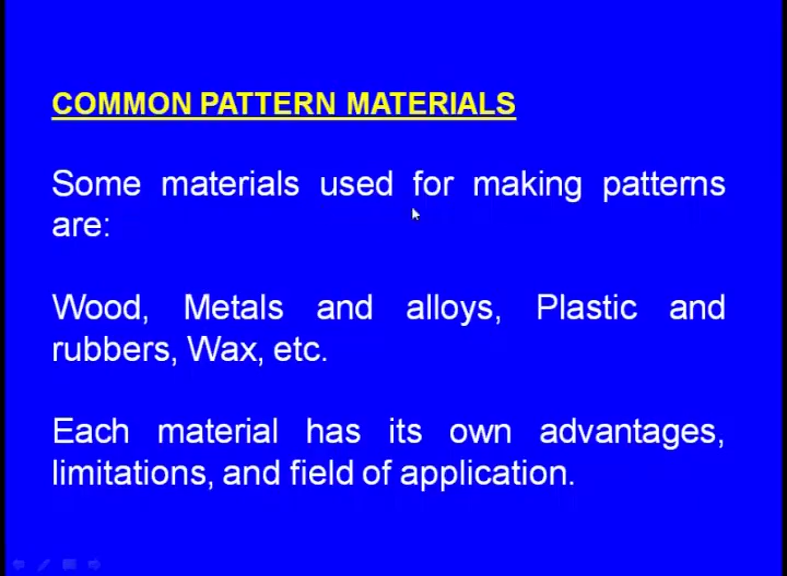 COMMON PATTERN MATERIALS
Some materials used for making patterns
are:
Wood, Metals and alloys, Plastic and
rubbers, Wax, etc.
Each material has its own advantages,
limitations, and field of application.